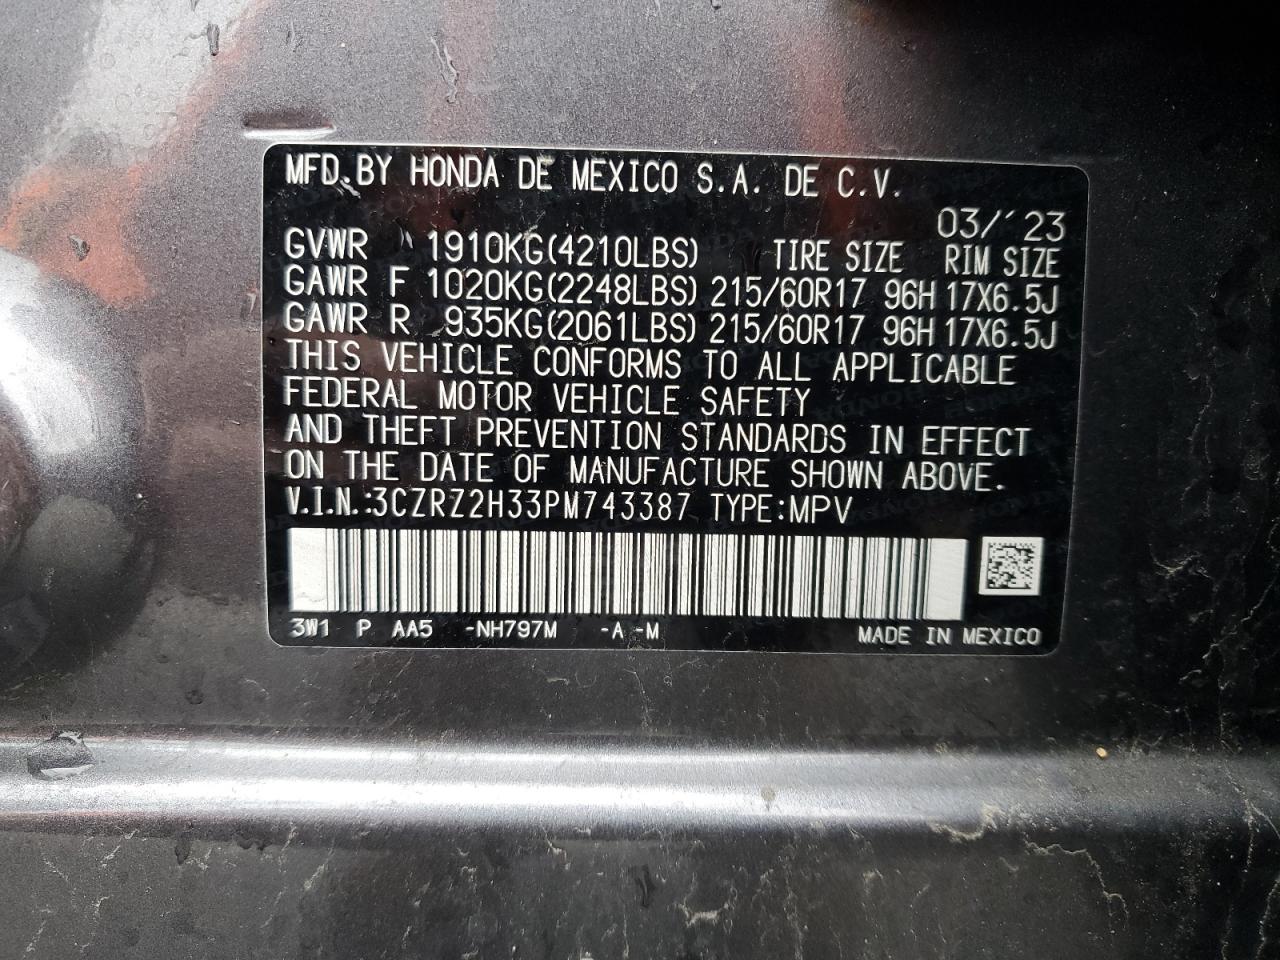 MFD.BY HONDA DE MEXICO S.A. DE C.V.
03/'23
GVWR 1910KG(4210LBS) TIRE SIZE RIM SIZE
GAWR F 1020KG(2248LBS) 215/60R17 96H 17X6.5J
GAWR R 935KG(2061LBS) 215/60R17 96H 17X6.5J
THIS VEHICLE CONFORMS TO ALL APPLICABLE
FEDERAL MOTOR VEHICLE SAFETY
AND THEFT PREVENTION STANDARDS IN EFFECT
ON THE DATE OF MANUFACTURE SHOWN ABOVE.
V.I.N.:3CZRZ2H33PM743387 TYPE:MPV
3W1 P AA5 -NH797M -A -M MADE IN MEXICO